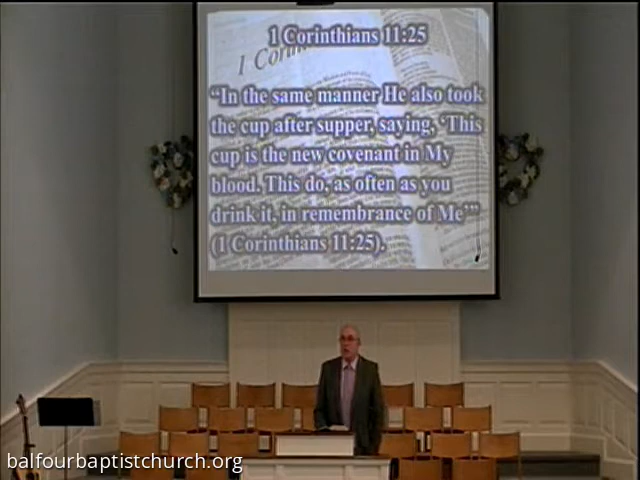 1 Corinthians 11:25
1 Cor
"In the same manner He also took
the cup after supper, saying, 'This
cup is the new covenant in My
blood. This do, as often as you
drink it, in remembrance of Me'"
(1 Corinthians 11:25).
balfourbaptistchurch.org